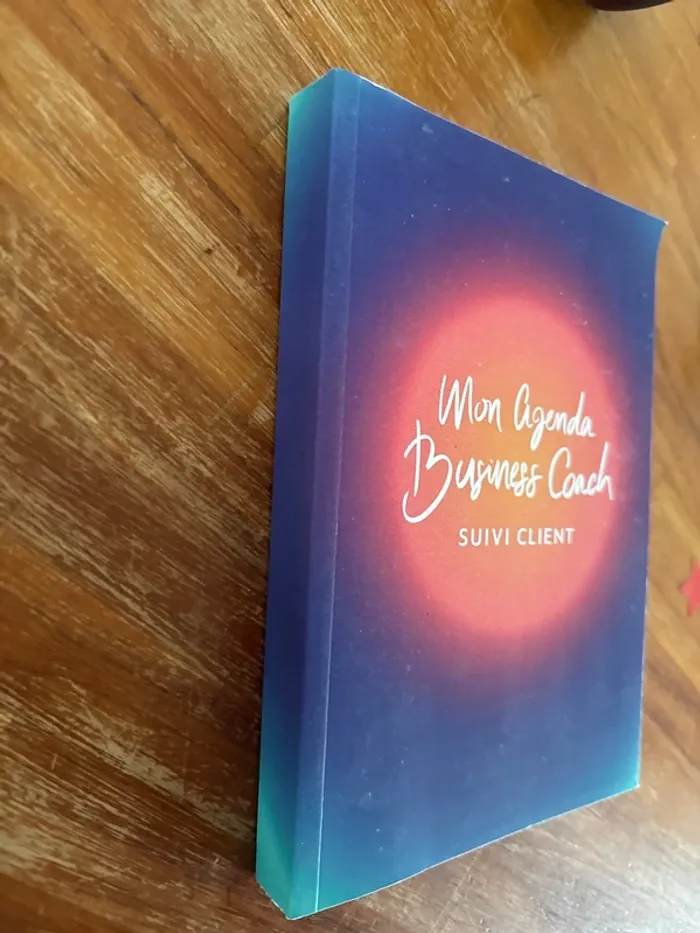 Mon Agenda
Business Coach
SUIVI CLIENT